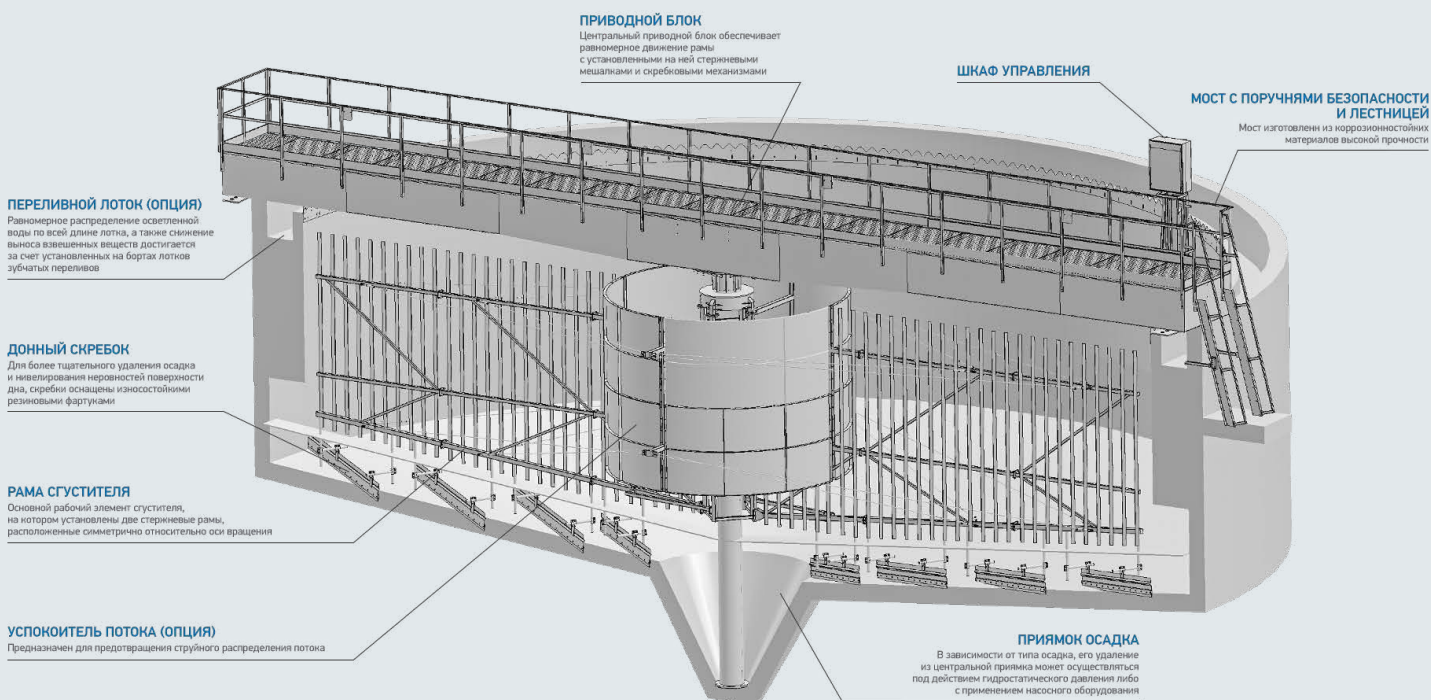 ПРИВОДНОЙ БЛОК
Центральный приводной блок обеспечивает
равномерное движение рамы
с установленными на ней стержневыми
мешалками и скребковыми механизмами
ШКАФ УПРАВЛЕНИЯ
МОСТ С ПОРУЧНЯМИ БЕЗОПАСНОСТИ
И ЛЕСТНИЦЕЙ
Мост изготовленн из коррозионностойких
материалов высокой прочности
ПЕРЕЛИВНОЙ ЛОТОК (ОПЦИЯ)
Равномерное распределение осветленной
воды по всей длине лотка, а также снижение
выноса взвешенных веществ достигается
за счет установленных на бортах лотков
зубчатых переливов
ДОННЫЙ СКРЕБОК
Для более тщательного удаления осадка
и нивелирования неровностей поверхности
дна, скребки оснащены износостойкими
резиновыми фартуками
РАМА СГУСТИТЕЛЯ
Основной рабочий элемент сгустителя,
на котором установлены две стержневые рамы,
расположенные симметрично относительно оси вращения
УСПОКОИТЕЛЬ ПОТОКА (ОПЦИЯ)
Предназначен для предотвращения струйного распределения потока
ПРИЯМОК ОСАДКА
В зависимости от типа осадка, его удаление
из центральной приямка может осуществляться
под действием гидростатического давления либо
с применением насосного оборудования